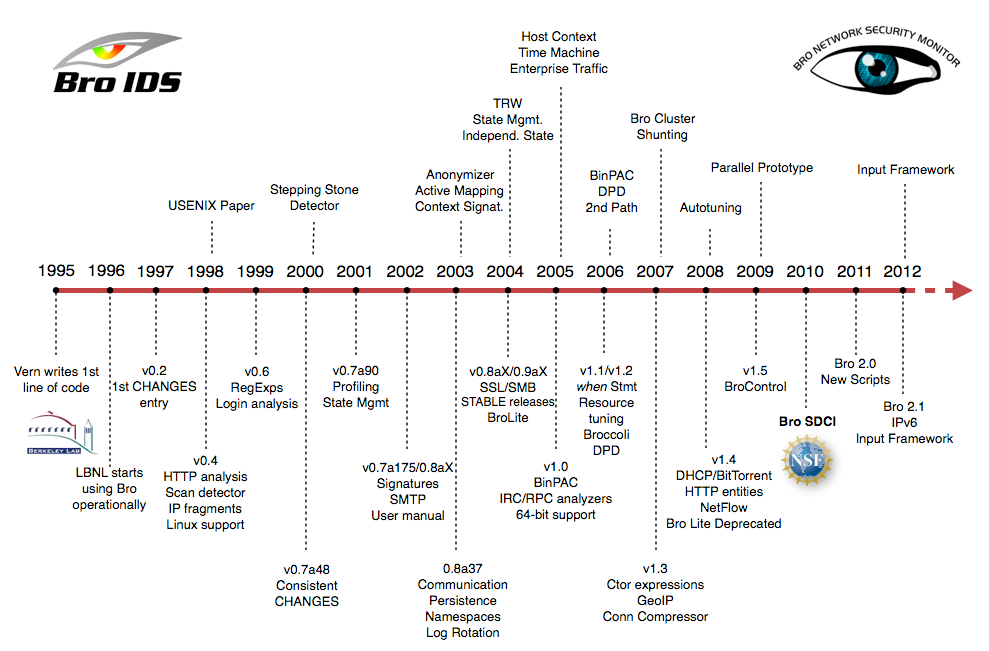 Bro IDS
BRO NETWORK SECURITY MONITOR
Host Context
Time Machine
Enterprise Traffic
TRW
State Mgmt.
Independ. State
Bro Cluster
Shunting
Anonymizer
Active Mapping
Context Signat.
BinPAC
DPD
2nd Path
Parallel Prototype
Input Framework
Stepping Stone
Detector
USENIX Paper
Autotuning
1995 1996 1997 1998 1999 2000 2001 2002 2003 2004 2005 2006 2007 2008 2009 2010 2011 2012
Vern writes 1st
line of code
BERKELEY LAB
LBNL starts
using Bro
operationally
v0.2
1st CHANGES
entry
v0.4
HTTP analysis
Scan detector
IP fragments
Linux support
v0.6
RegExps
Login analysis
v0.7a48
Consistent
CHANGES
v0.7a90
Profiling
State Mgmt
v0.7a175/0.8aX
Signatures
SMTP
User manual
0.8a37
Communication
Persistence
Namespaces
Log Rotation
v0.8aX/0.9aX
SSL/SMB
STABLE releases
BroLite
v1.0
BinPAC
IRC/RPC analyzers
64-bit support
v1.1/v1.2
when Stmt
Resource
tuning
Broccoli
DPD
v1.3
Ctor expressions
GeoIP
Conn Compressor
v1.4
DHCP/BitTorrent
HTTP entities
NetFlow
Bro Lite Deprecated
v1.5
BroControl
Bro SDCI
NSF
Bro 2.0
New Scripts
Bro 2.1
IPv6
Input Framework